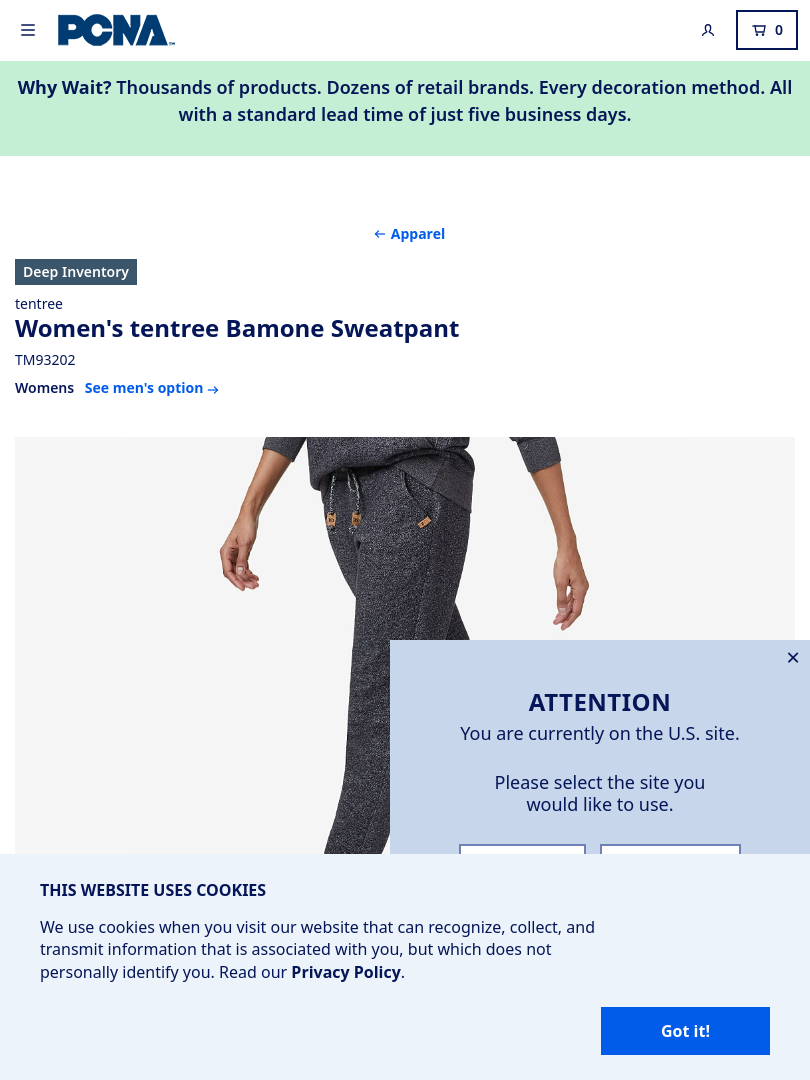 PCNA
0
Why Wait? Thousands of products. Dozens of retail brands. Every decoration method. All
with a standard lead time of just five business days.
← Apparel
Deep Inventory
tentree
Women's tentree Bamone Sweatpant
TM93202
Womens See men's option →
ATTENTION
You are currently on the U.S. site.
Please select the site you
would like to use.
THIS WEBSITE USES COOKIES
We use cookies when you visit our website that can recognize, collect, and
transmit information that is associated with you, but which does not
personally identify you. Read our Privacy Policy.
Got it!